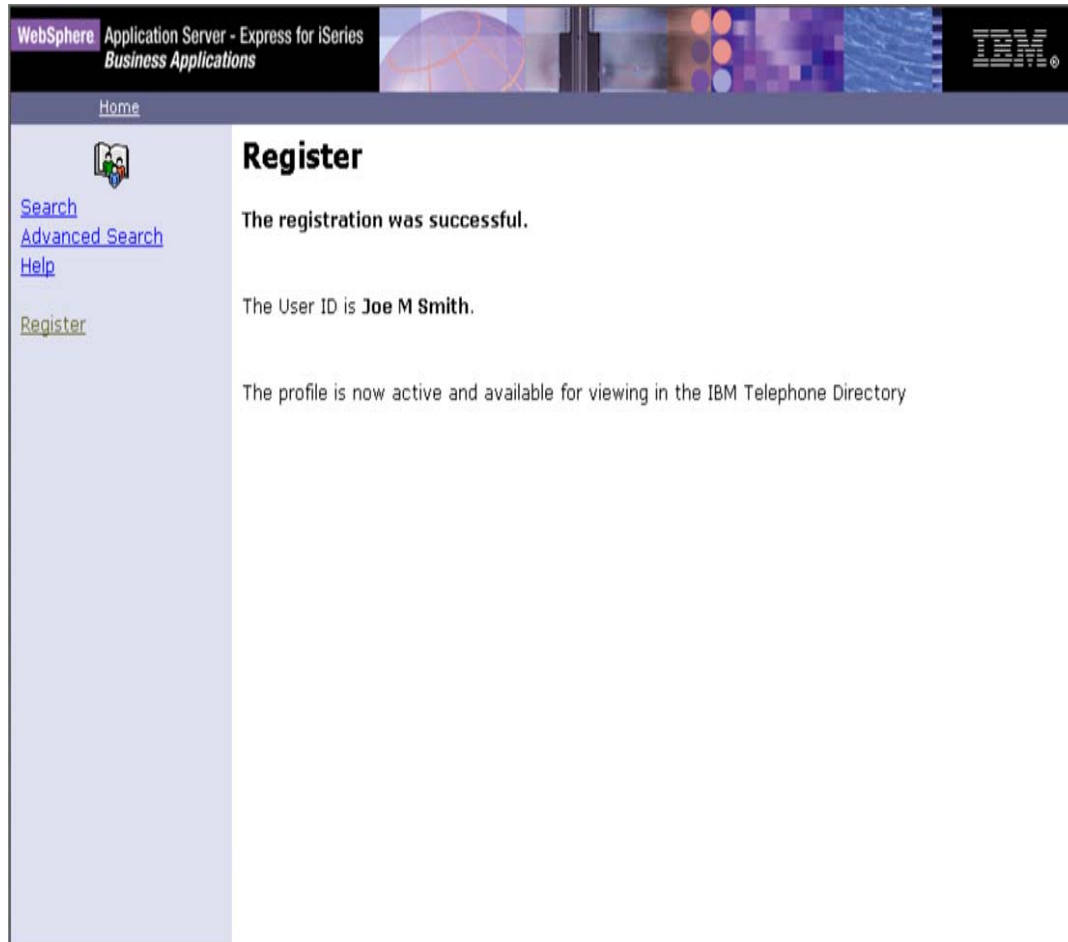 WebSphere Application Server - Express for iSeries
Business Applications
IBM®
Home
Search
Advanced Search
Help
Register
Register
The registration was successful.
The User ID is Joe M Smith.
The profile is now active and available for viewing in the IBM Telephone Directory